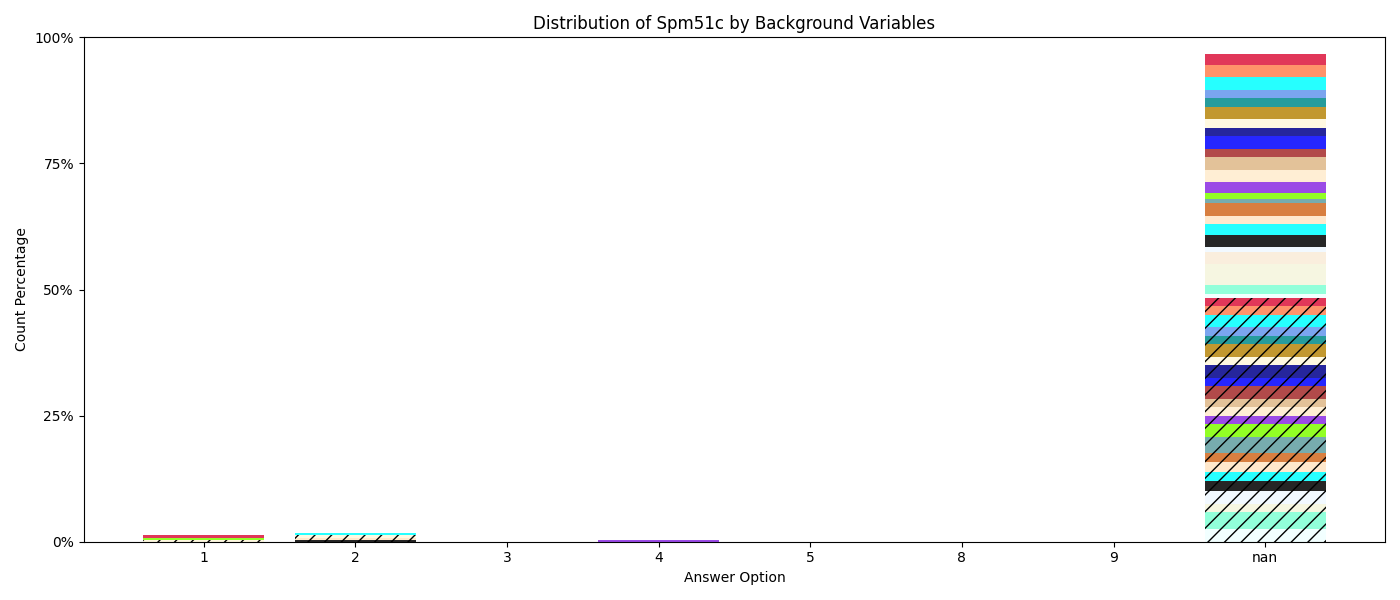 Distribution of Spm51c by Background Variables
100%
75%
50%
25%
0%
Count Percentage
1 2 3 4 5 8 9 nan
Answer Option